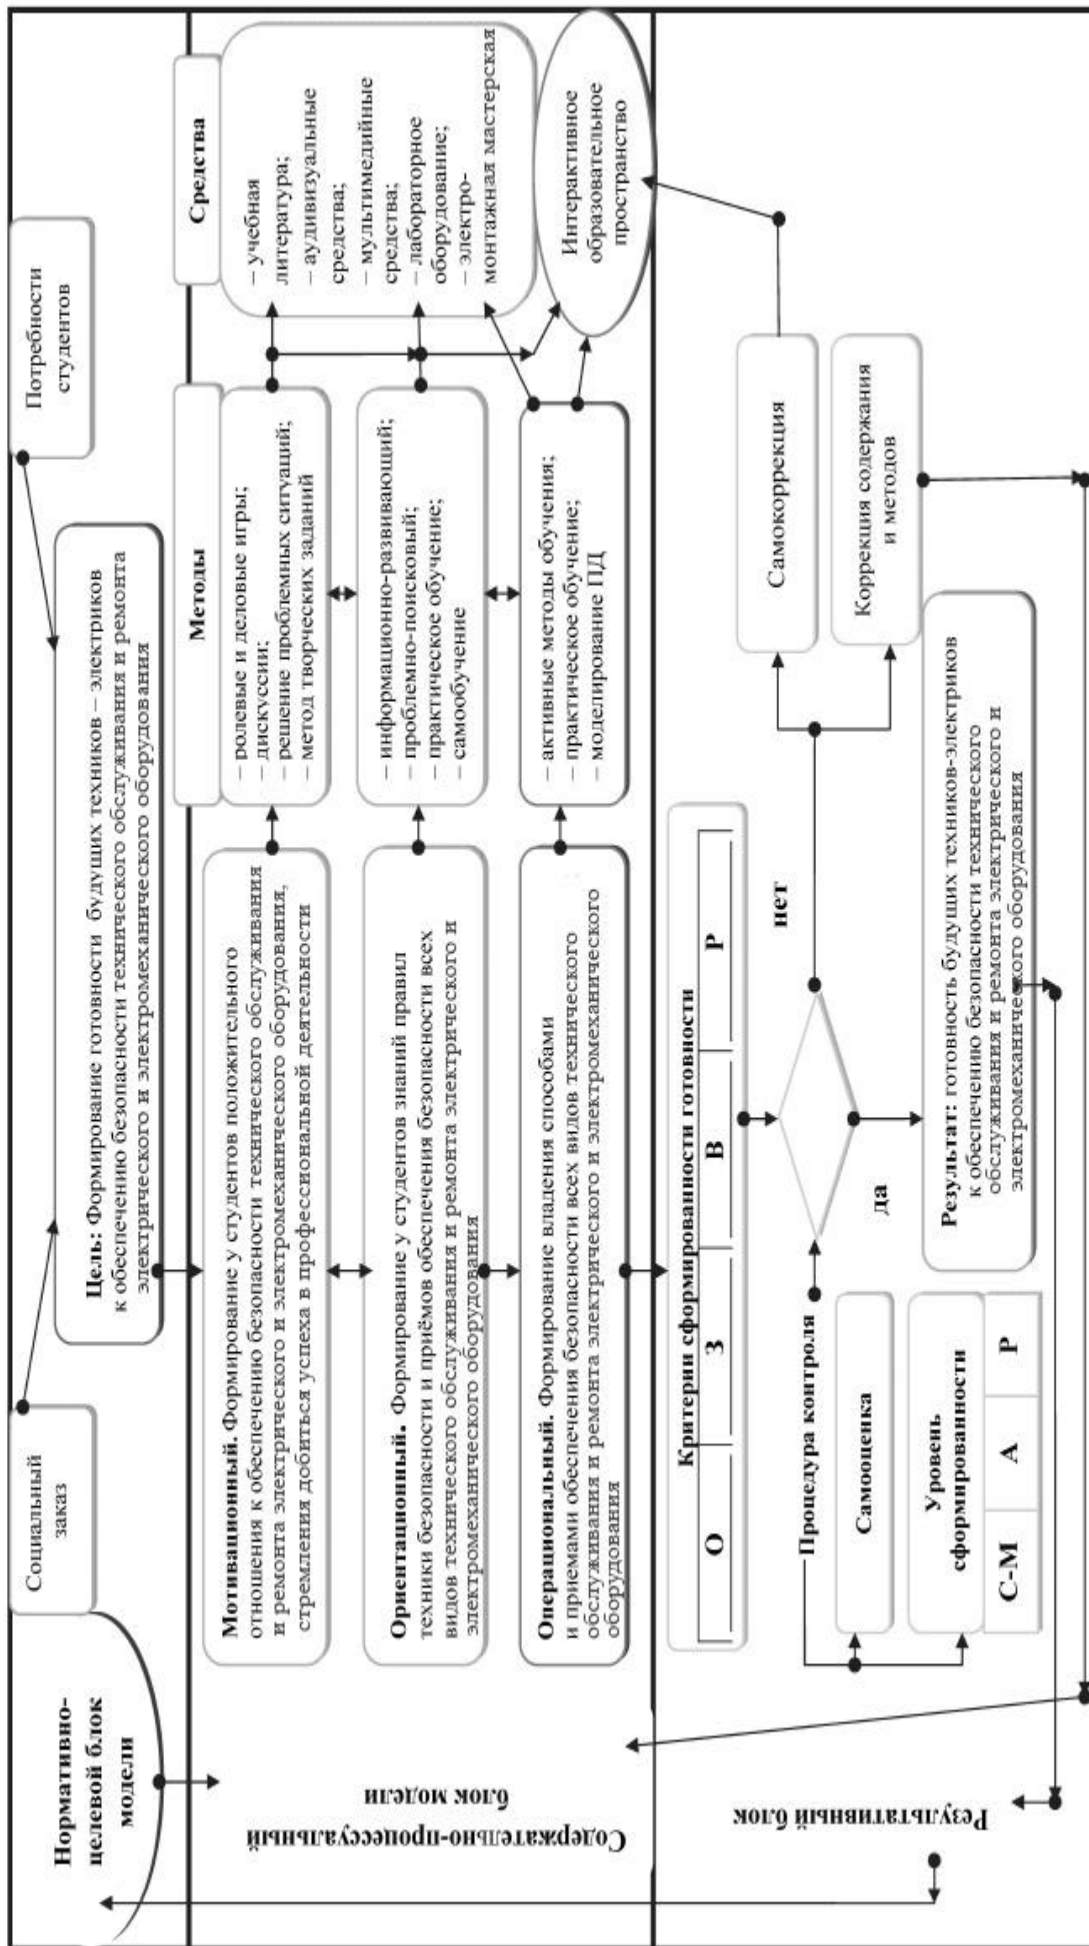 Социальный
заказ
Потребности
студентов
Нормативно-
целевой блок
модели
Цель: Формирование готовности будущих техников – электриков
к обеспечению безопасности технического обслуживания и ремонта
электрического и электромеханического оборудования
Методы
Средства
Содержательно-процессуальный
блок модели
Мотивационный. Формирование у студентов положительного
отношения к обеспечению безопасности технического обслуживания
и ремонта электрического и электромеханического оборудования,
стремления добиться успеха в профессиональной деятельности
– ролевые и деловые игры;
– дискуссии;
– решение проблемных ситуаций;
– метод творческих заданий
– учебная
литература;
– аудивизуальные
средства;
– мультимедийные
средства;
– лабораторное
оборудование;
– электро-
монтажная мастерская
Ориентационный. Формирование у студентов знаний правил
техники безопасности и приёмов обеспечения безопасности всех
видов технического обслуживания и ремонта электрического и
электромеханического оборудования
– информационно-развивающий;
– проблемно-поисковый;
– практическое обучение;
– самообучение
Операциональный. Формирование владения способами
и приемами обеспечения безопасности всех видов технического
обслуживания и ремонта электрического и электромеханического
оборудования
– активные методы обучения;
– практическое обучение;
– моделирование ПД
Интерактивное
образовательное
пространство
Результативный блок
Критерии сформированности готовности
О З В Р
Процедура контроля
Самооценка
Уровень
сформированности
С-М А Р
да
нет
Самокоррекция
Коррекция содержания
и методов
Результат: готовность будущих техников-электриков
к обеспечению безопасности технического
обслуживания и ремонта электрического и
электромеханического оборудования